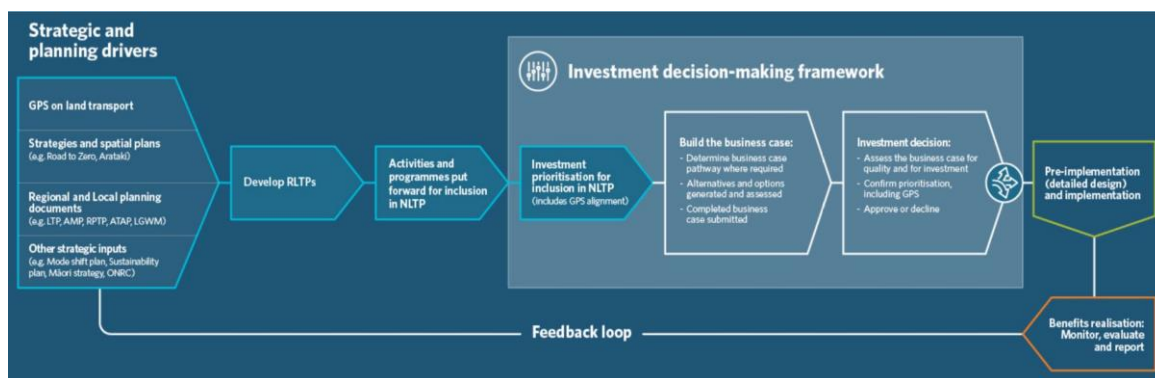 Strategic and
planning drivers
GPS on land transport
Strategies and spatial plans
(e.g. Road to Zero, Arataki)
Regional and Local planning
documents
(e.g. LTP, AMP, RPTP, ATAP, LGWM)
Other strategic inputs
(e.g. Mode shift plan, Sustainability
plan, Māori strategy, ONRC)
Develop RLTPs
Activities and
programmes put
forward for inclusion
in NLTP
Investment decision-making framework
Investment
prioritisation for
inclusion in NLTP
(includes GPS alignment)
Build the business case:
- Determine business case
pathway where required
- Alternatives and options
generated and assessed
- Completed business
case submitted
Investment decision:
- Assess the business case for
quality and for investment
- Confirm prioritisation,
including GPS
- Approve or decline
Pre-implementation
(detailed design)
and implementation
Benefits realisation:
Monitor, evaluate
and report
Feedback loop